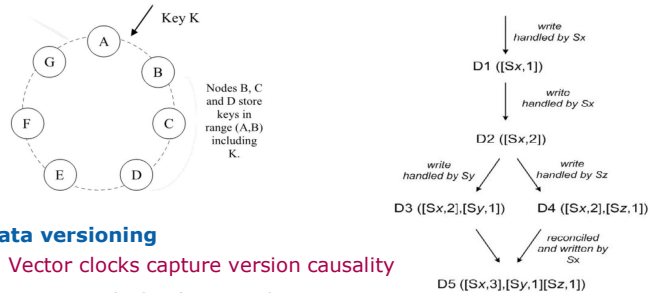 Key K
A
G
B
F
C
E
D
Nodes B, C
and D store
keys in
range (A,B)
including
K.
ata versioning
Vector clocks capture version causality
write
handled by Sx
D1 ([Sx,1])
write
handled by Sx
D2 ([Sx,2])
write
handled by Sy
write
handled by Sz
D3 ([Sx,2],[Sy,1])
D4 ([Sx,2],[Sz,1])
reconciled
and written by
Sx
D5 ([Sx,3],[Sy,1][Sz,1])